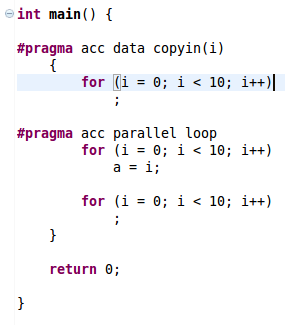 int main() {
#pragma acc data copyin(i)
{
for (i = 0; i < 10; i++)
;
#pragma acc parallel loop
for (i = 0; i < 10; i++)
a = i;
for (i = 0; i < 10; i++)
;
}
return 0;
}